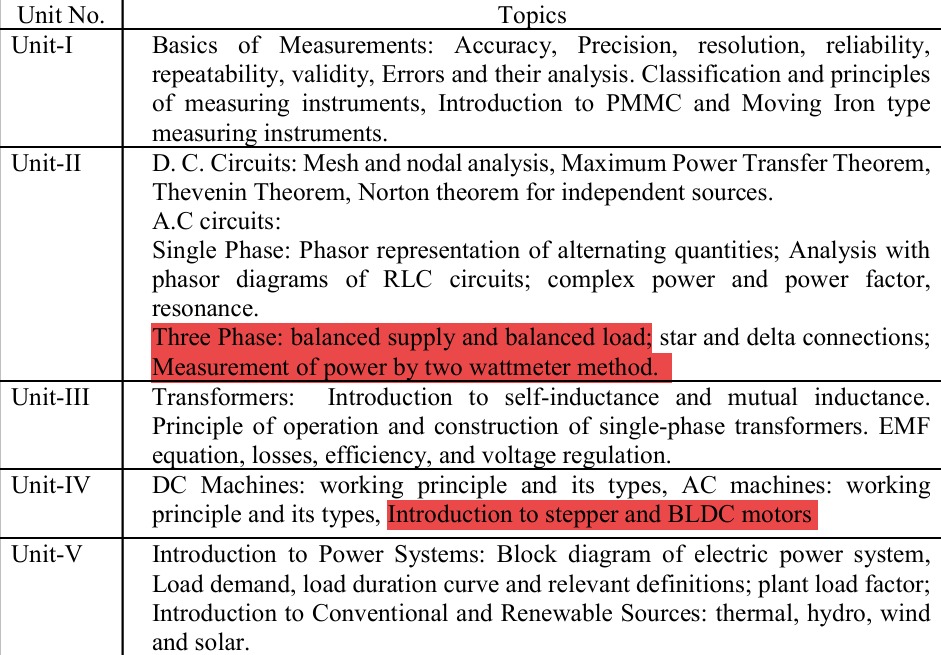 Unit No. Topics
Unit-I Basics of Measurements: Accuracy, Precision, resolution, reliability,
repeatability, validity, Errors and their analysis. Classification and principles
of measuring instruments, Introduction to PMMC and Moving Iron type
measuring instruments.
Unit-II D. C. Circuits: Mesh and nodal analysis, Maximum Power Transfer Theorem,
Thevenin Theorem, Norton theorem for independent sources.
A.C circuits:
Single Phase: Phasor representation of alternating quantities; Analysis with
phasor diagrams of RLC circuits; complex power and power factor,
resonance.
Three Phase: balanced supply and balanced load; star and delta connections;
Measurement of power by two wattmeter method.
Unit-III Transformers: Introduction to self-inductance and mutual inductance.
Principle of operation and construction of single-phase transformers. EMF
equation, losses, efficiency, and voltage regulation.
Unit-IV DC Machines: working principle and its types, AC machines: working
principle and its types, Introduction to stepper and BLDC motors
Unit-V Introduction to Power Systems: Block diagram of electric power system,
Load demand, load duration curve and relevant definitions; plant load factor;
Introduction to Conventional and Renewable Sources: thermal, hydro, wind
and solar.